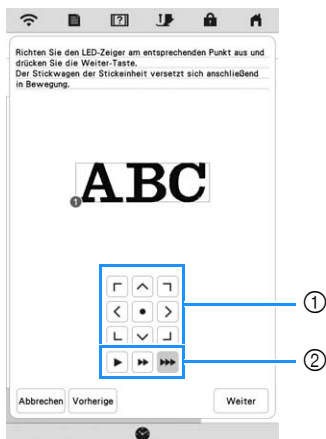 Richten Sie den LED-Zeiger am entsprechenden Punkt aus und
drücken Sie die Weiter-Taste.
Der Stickwagen der Stickeinheit versetzt sich anschließend
in Bewegung.
ABC
1
①
②
Abbrechen Vorherige Weiter